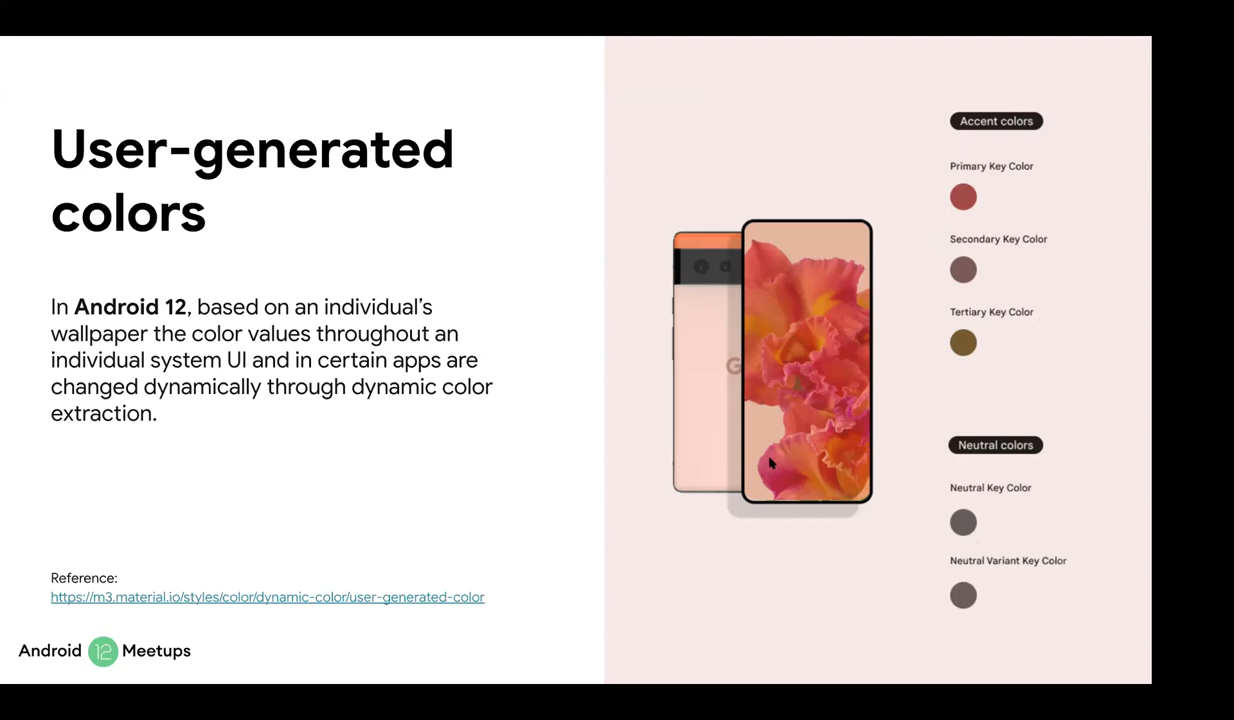 User-generated
colors
In Android 12, based on an individual’s
wallpaper the color values throughout an
individual system UI and in certain apps are
changed dynamically through dynamic color
extraction.
Reference:
https://m3.material.io/styles/color/dynamic-color/user-generated-color
Android 12 Meetups
G
Accent colors
Primary Key Color
Secondary Key Color
Tertiary Key Color
Neutral colors
Neutral Key Color
Neutral Variant Key Color